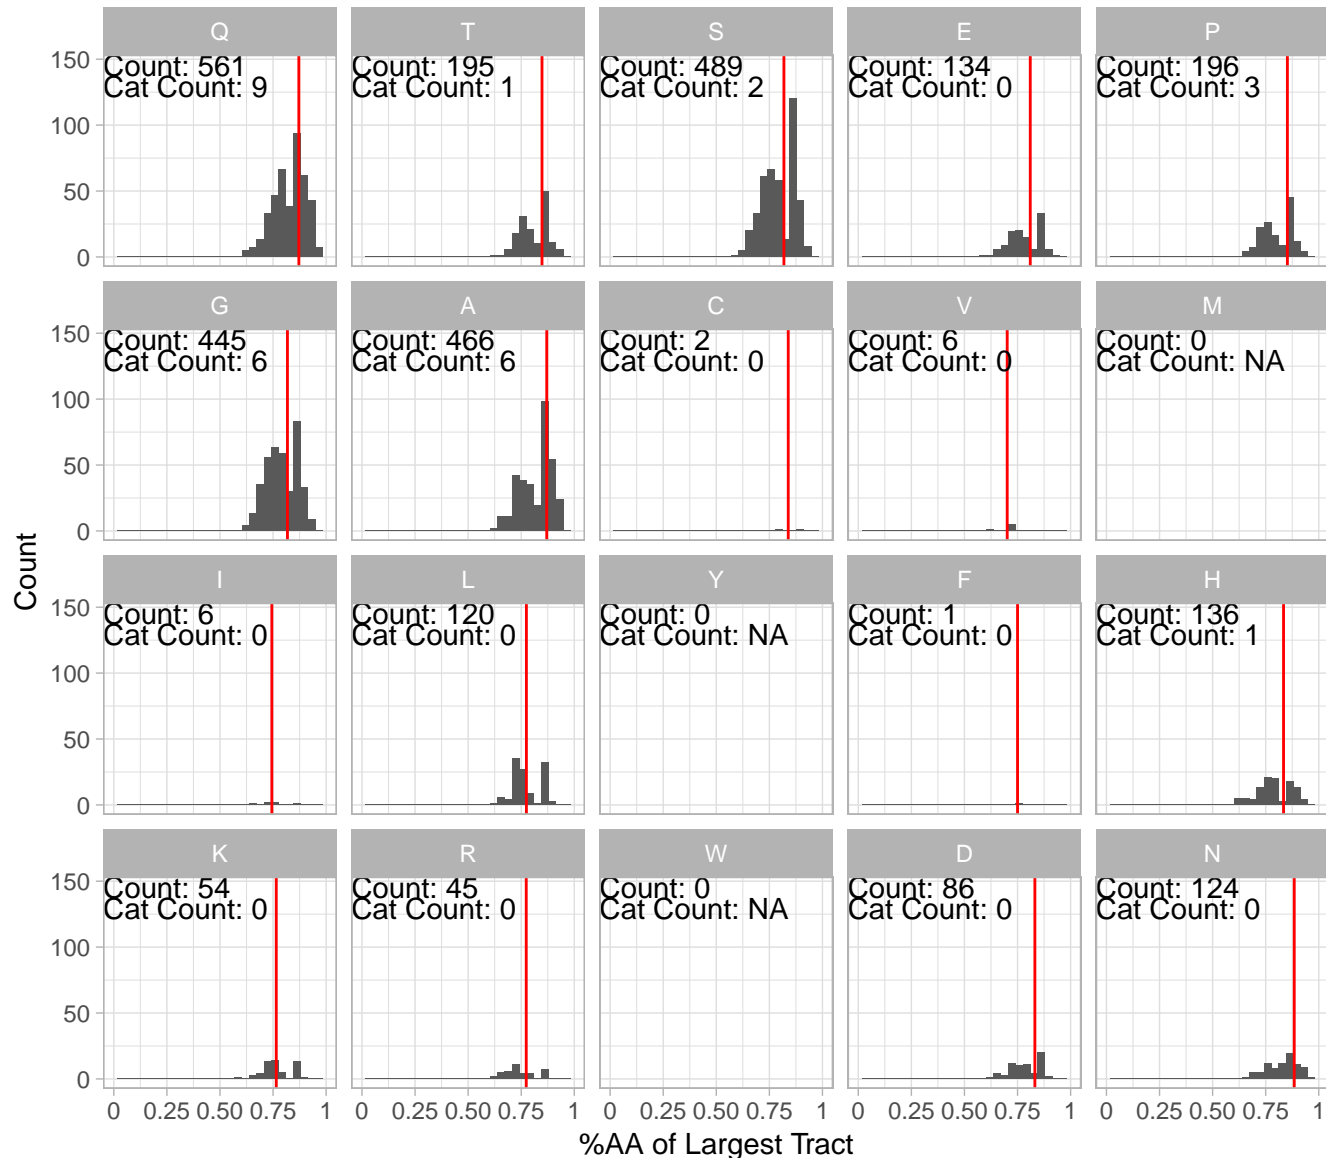 Q T S E P
150 Count: 561 Count: 195 Count: 489 Count: 134 Count: 196
Cat Count: 9 Cat Count: 1 Cat Count: 2 Cat Count: 0 Cat Count: 3
100
50
0
G A C V M
150 Count: 445 Count: 466 Count: 2 Count: 6 Count: 0
Cat Count: 6 Cat Count: 6 Cat Count: 0 Cat Count: 0 Cat Count: NA
100
50
0
Count
I L Y F H
150 Count: 6 Count: 120 Count: 0 Count: 1 Count: 136
Cat Count: 0 Cat Count: 0 Cat Count: NA Cat Count: 0 Cat Count: 1
100
50
0
K R W D N
150 Count: 54 Count: 45 Count: 0 Count: 86 Count: 124
Cat Count: 0 Cat Count: 0 Cat Count: NA Cat Count: 0 Cat Count: 0
100
50
0
0 0.25 0.50 0.75 1 0 0.25 0.50 0.75 1 0 0.25 0.50 0.75 1 0 0.25 0.50 0.75 1 0 0.25 0.50 0.75 1
%AA of Largest Tract